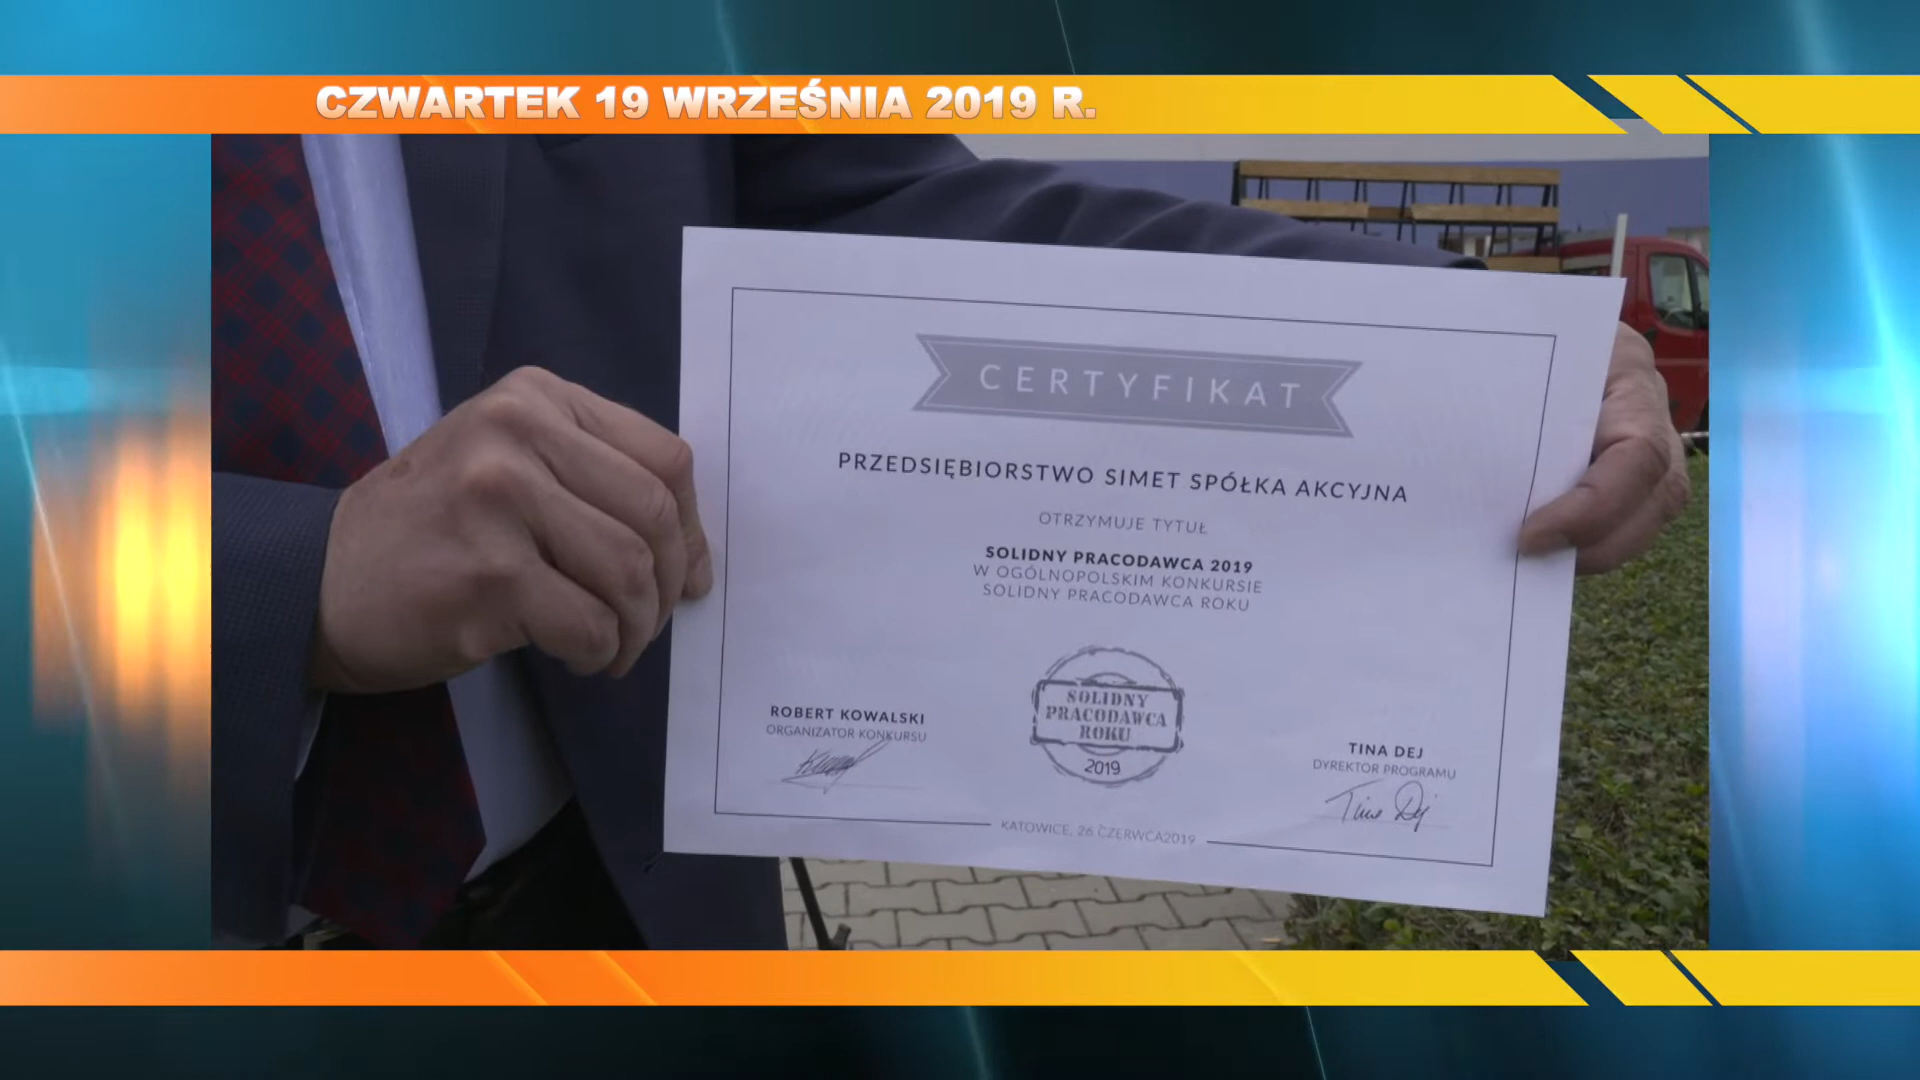 CZWARTEK 19 WRZEŚNIA 2019 R.
CERTYFIKAT
PRZEDSIĘBIORSTWO SIMET SPÓŁKA AKCYJNA
OTRZYMUJE TYTUŁ
SOLIDNY PRACODAWCA 2019
W OGÓLNOPOLSKIM KONKURSIE
SOLIDNY PRACODAWCA ROKU
SOLIDNY
PRACODAWCA
ROKU
2019
ROBERT KOWALSKI
ORGANIZATOR KONKURSU
TINA DEJ
DYREKTOR PROGRAMU
Tina Dej
KATOWICE, 26 CZERWCA2019